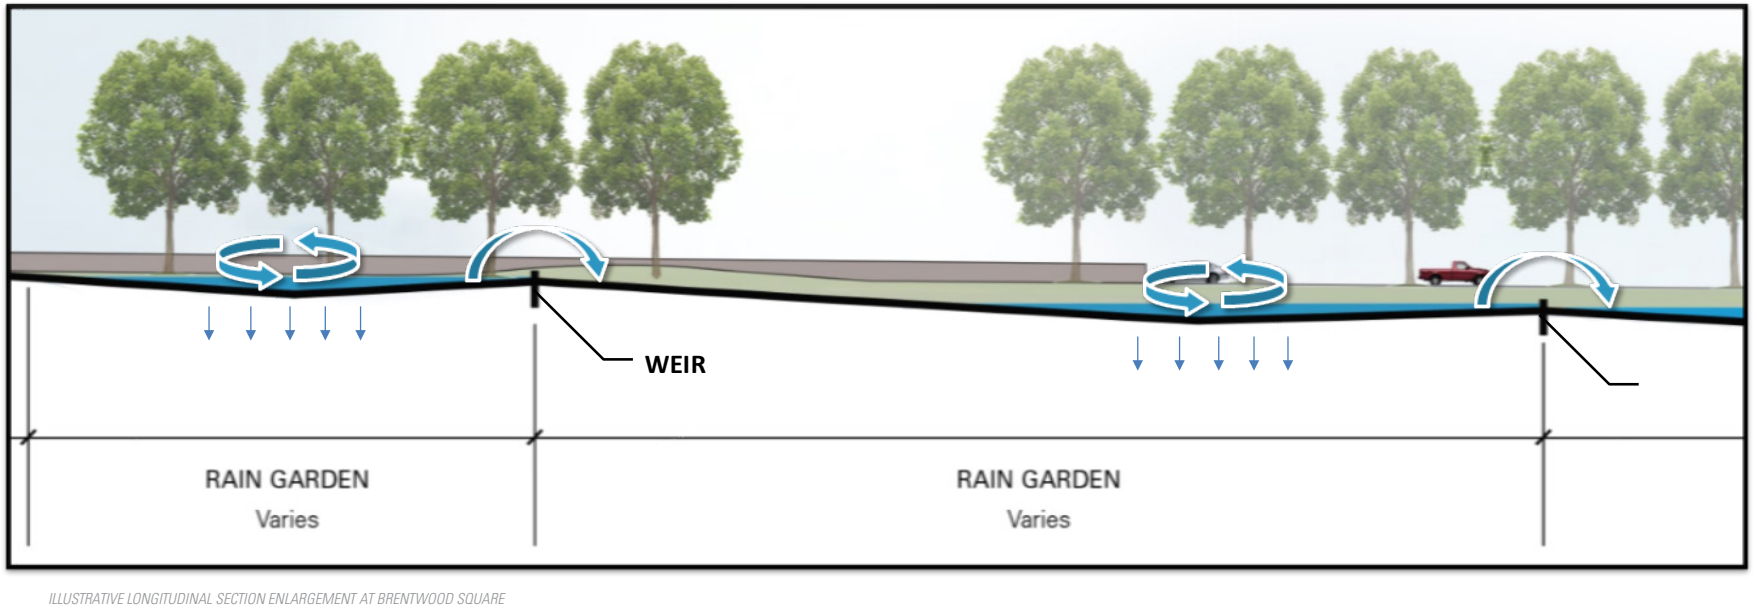 WEIR
RAIN GARDEN
Varies
RAIN GARDEN
Varies
ILLUSTRATIVE LONGITUDINAL SECTION ENLARGEMENT AT BRENTWOOD SQUARE